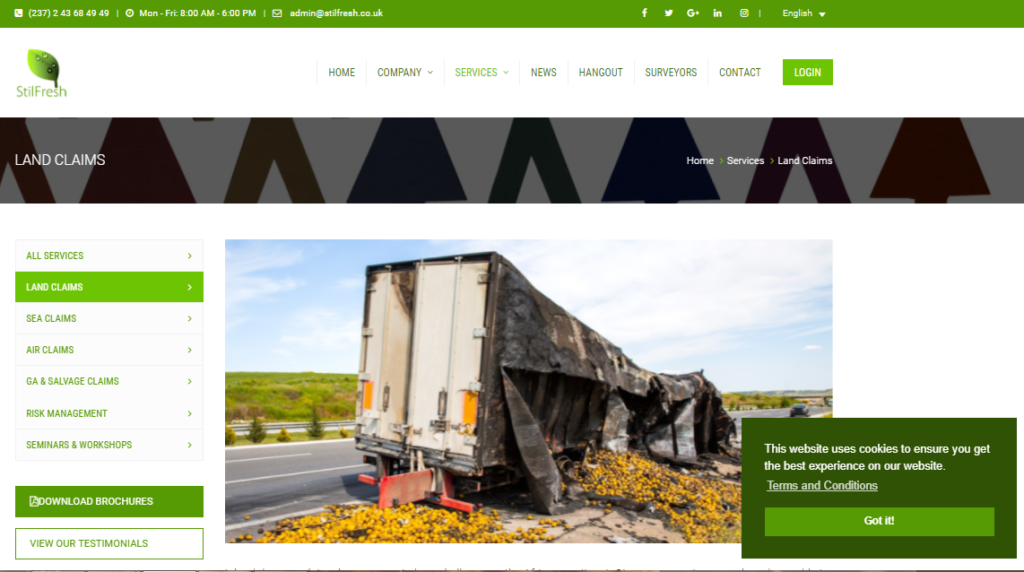 (237) 2 43 68 49 49 | Mon - Fri: 8:00 AM - 6:00 PM | admin@stilfresh.co.uk | English
StilFresh
HOME COMPANY SERVICES NEWS HANGOUT SURVEYORS CONTACT LOGIN
LAND CLAIMS
Home > Services > Land Claims
ALL SERVICES
LAND CLAIMS
SEA CLAIMS
AIR CLAIMS
GA & SALVAGE CLAIMS
RISK MANAGEMENT
SEMINARS & WORKSHOPS
DOWNLOAD BROCHURES
VIEW OUR TESTIMONIALS
This website uses cookies to ensure you get
the best experience on our website.
Terms and Conditions
Got it!